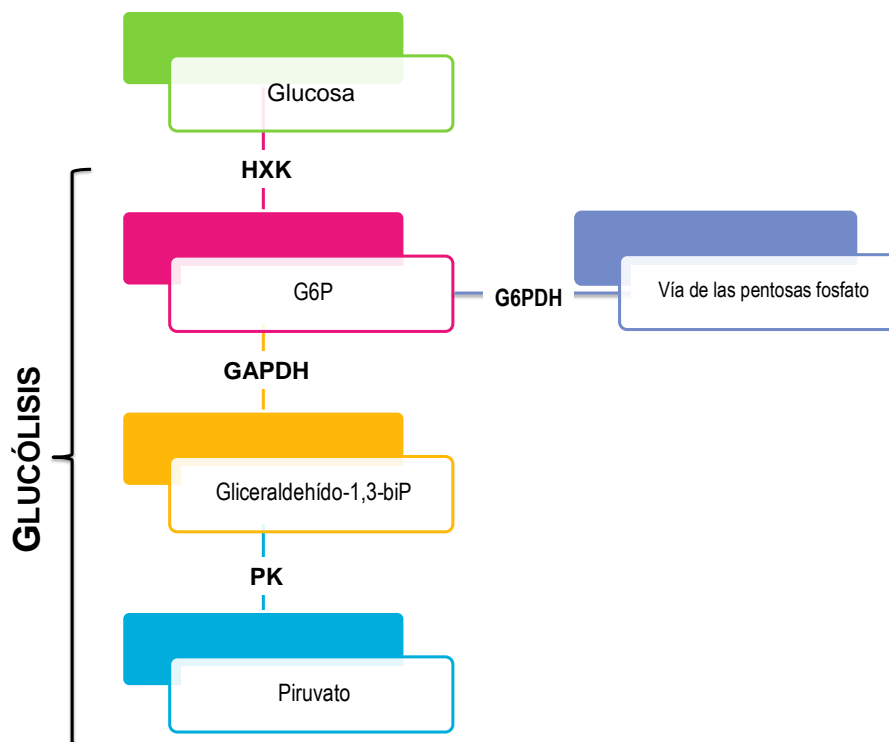 Glucosa
HXK
G6P
G6PDH
Vía de las pentosas fosfato
GAPDH
GLUCÓLISIS
Gliceraldehído-1,3-biP
PK
Piruvato